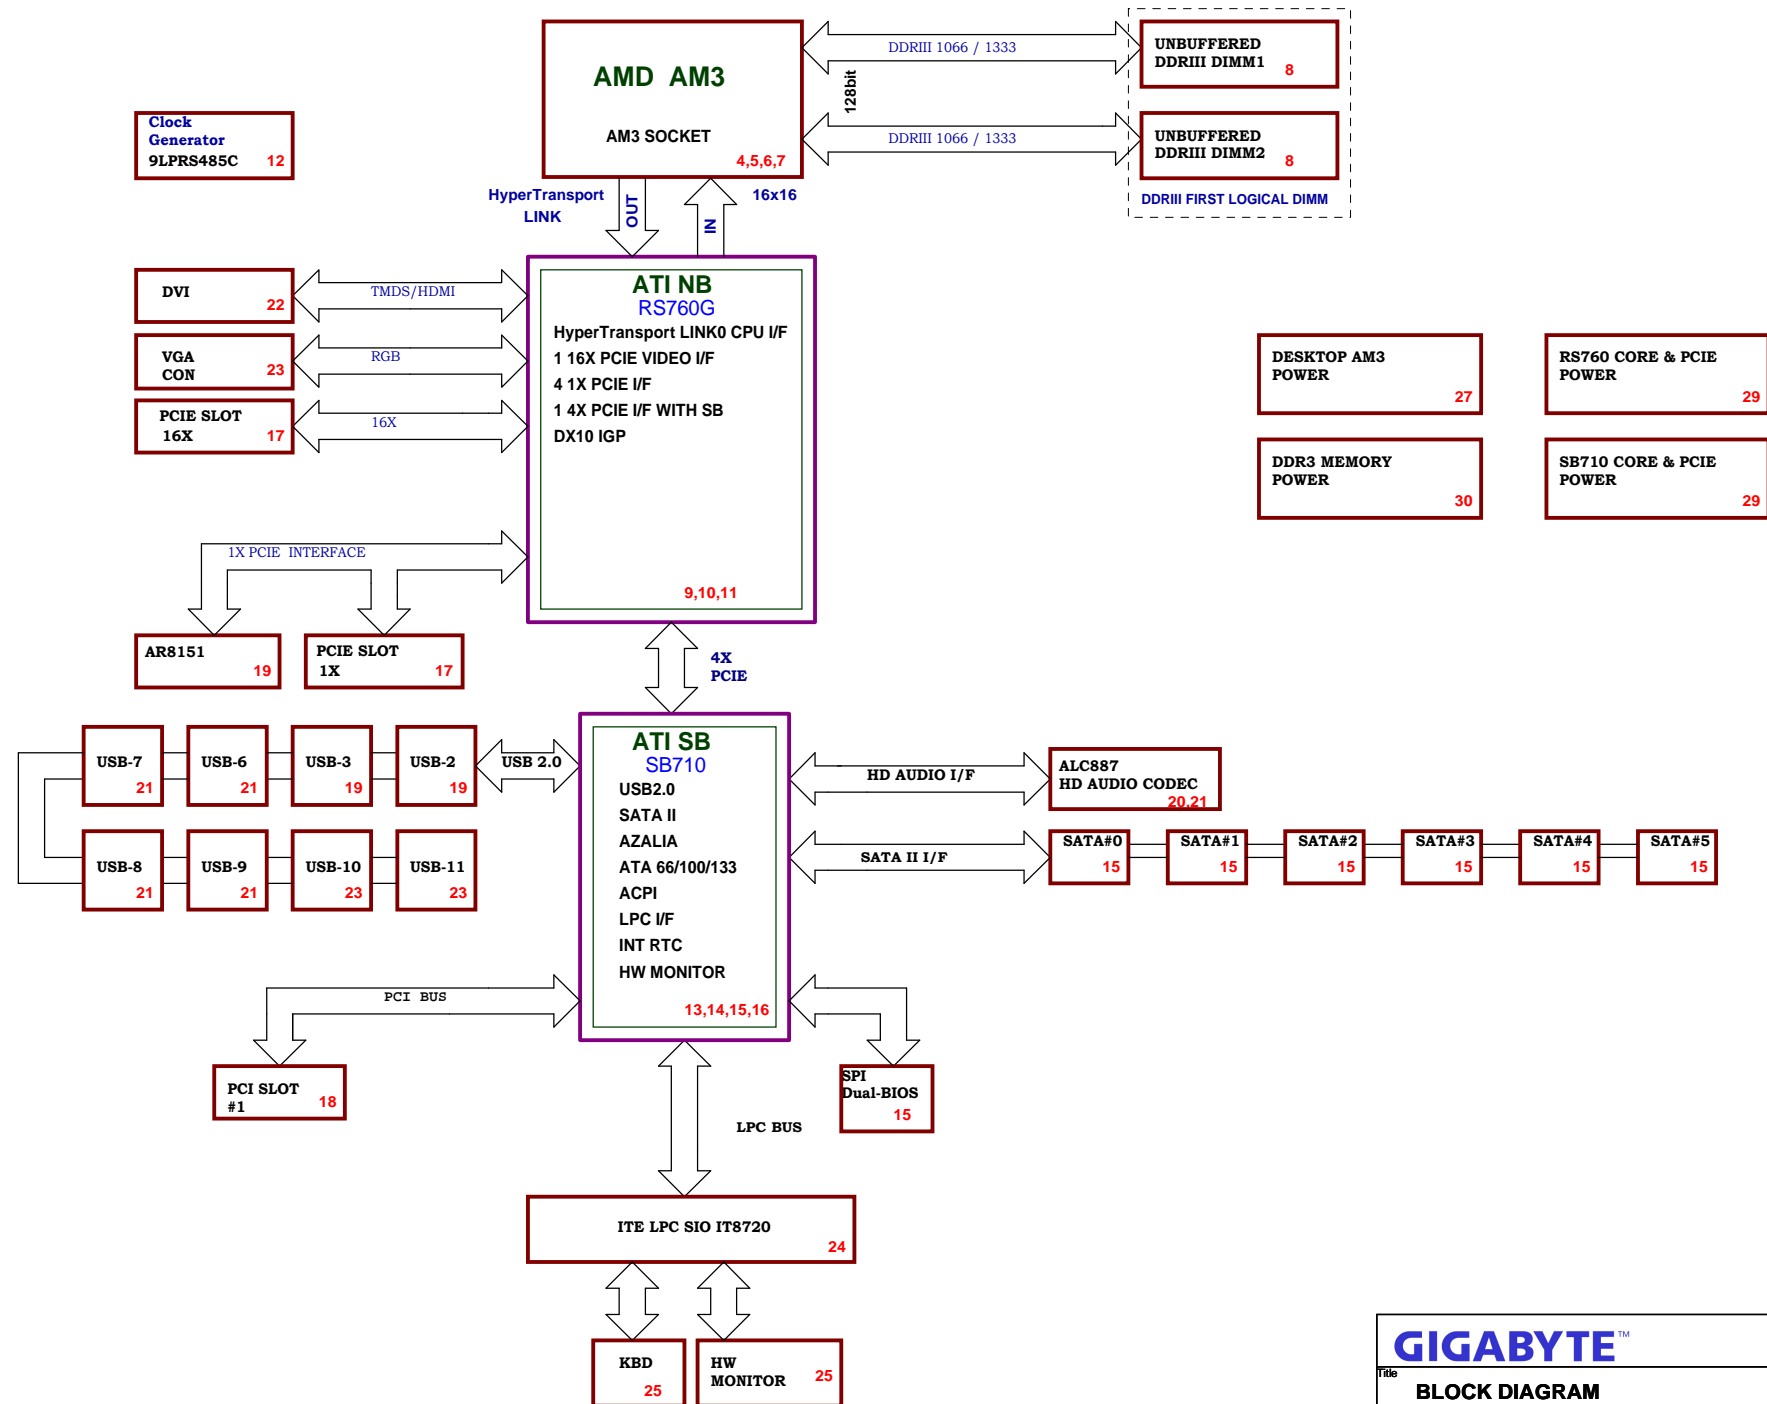 AMD AM3
AM3 SOCKET
4,5,6,7
DDRIII 1066 / 1333
128bit
DDRIII 1066 / 1333
UNBUFFERED
DDRIII DIMM1
8
UNBUFFERED
DDRIII DIMM2
8
DDRIII FIRST LOGICAL DIMM
Clock
Generator
9LPRS485C
12
HyperTransport
LINK
OUT
IN
16x16
DVI
22
TMDS/HDMI
VGA
CON
23
RGB
PCIE SLOT
16X
17
16X
ATI NB
RS760G
HyperTransport LINK0 CPU I/F
1 16X PCIE VIDEO I/F
4 1X PCIE I/F
1 4X PCIE I/F WITH SB
DX10 IGP
9,10,11
DESKTOP AM3
POWER
27
RS760 CORE & PCIE
POWER
29
DDR3 MEMORY
POWER
30
SB710 CORE & PCIE
POWER
29
1X PCIE INTERFACE
AR8151
19
PCIE SLOT
1X
17
4X
PCIE
USB-7
21
USB-6
21
USB-3
19
USB-2
19
USB 2.0
USB-8
21
USB-9
21
USB-10
23
USB-11
23
ATI SB
SB710
USB2.0
SATA II
AZALIA
ATA 66/100/133
ACPI
LPC I/F
INT RTC
HW MONITOR
13,14,15,16
HD AUDIO I/F
ALC887
HD AUDIO CODEC
20,21
SATA II I/F
SATA#0
15
SATA#1
15
SATA#2
15
SATA#3
15
SATA#4
15
SATA#5
15
PCI BUS
PCI SLOT
#1
18
SPI
Dual-BIOS
15
LPC BUS
ITE LPC SIO IT8720
24
KBD
25
HW
MONITOR
25
GIGABYTE™
Title
BLOCK DIAGRAM